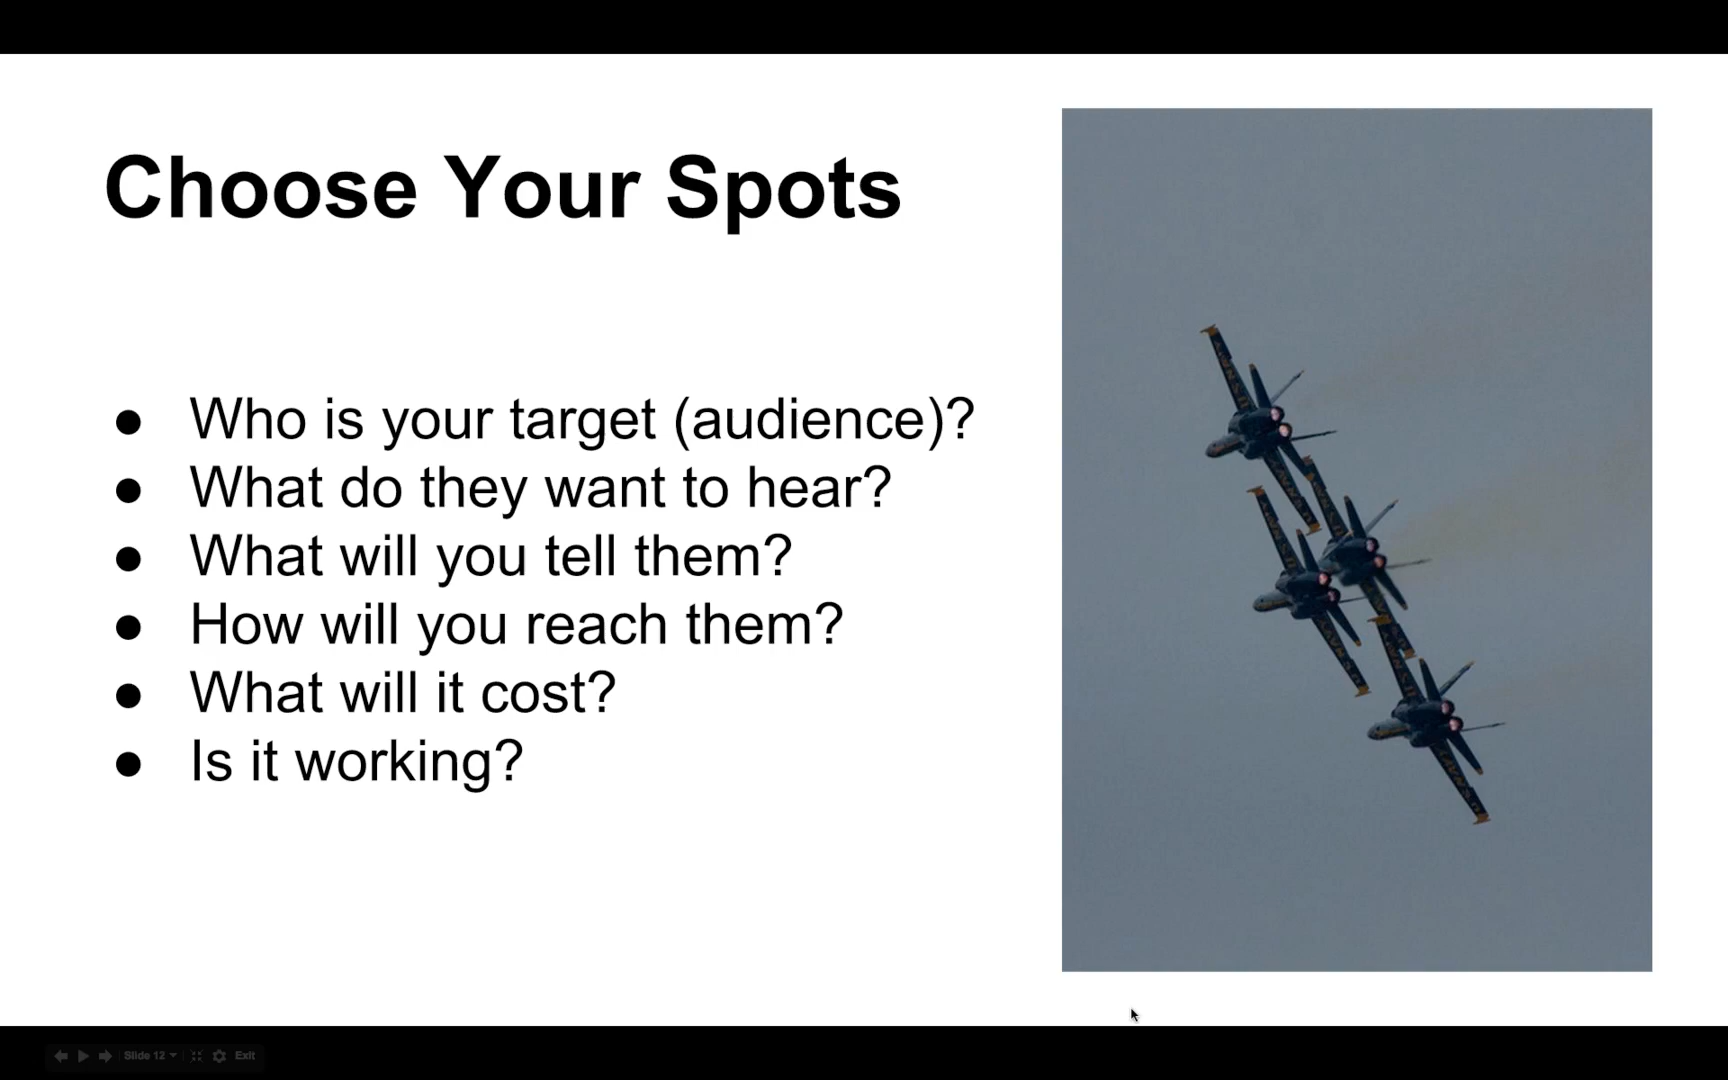 Choose Your Spots
● Who is your target (audience)?
● What do they want to hear?
● What will you tell them?
● How will you reach them?
● What will it cost?
● Is it working?
Slide 12 Exit